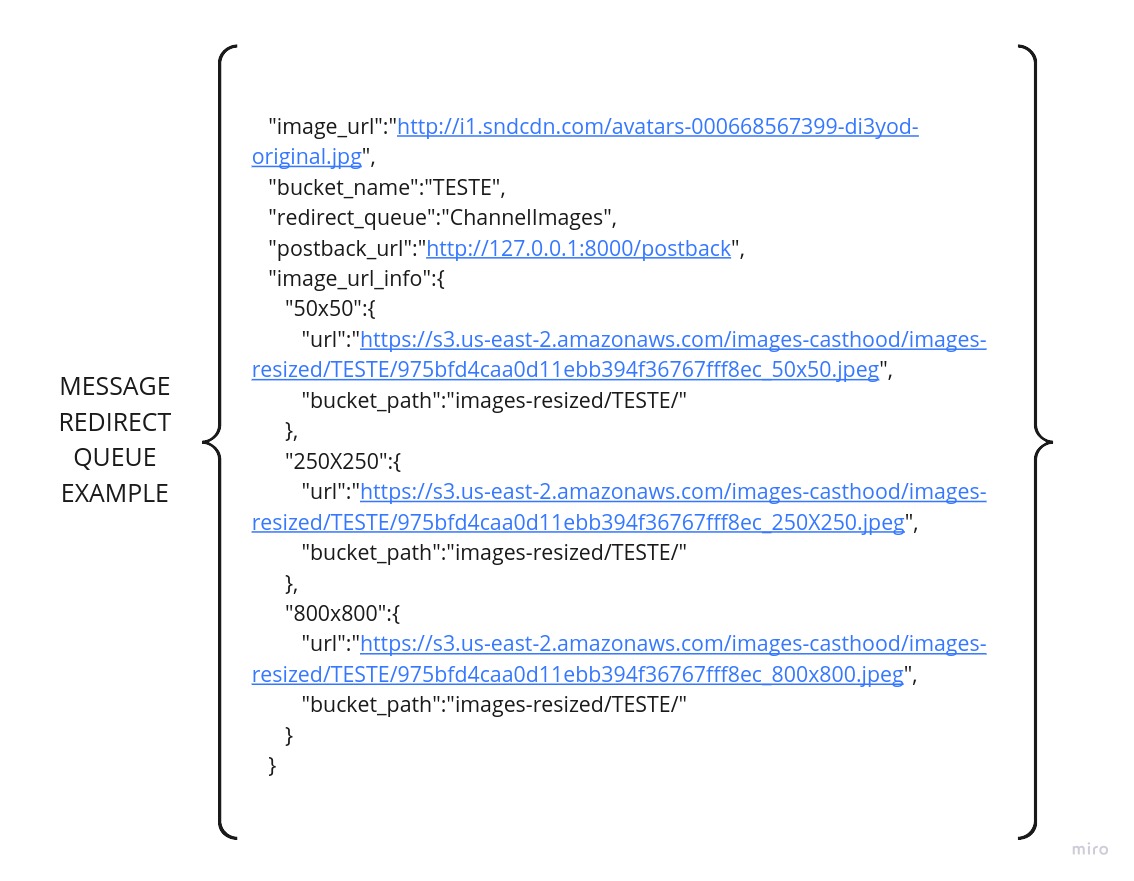 MESSAGE
REDIRECT
QUEUE
EXAMPLE
"image_url":"http://i1.sndcdn.com/avatars-000668567399-di3yod-
original.jpg",
"bucket_name":"TESTE",
"redirect_queue":"ChannelImages",
"postback_url":"http://127.0.0.1:8000/postback",
"image_url_info":{
"50x50":{
"url":"https://s3.us-east-2.amazonaws.com/images-casthood/images-
resized/TESTE/975bfd4caa0d11ebb394f36767fff8ec_50x50.jpeg",
"bucket_path":"images-resized/TESTE/"
},
"250X250":{
"url":"https://s3.us-east-2.amazonaws.com/images-casthood/images-
resized/TESTE/975bfd4caa0d11ebb394f36767fff8ec_250X250.jpeg",
"bucket_path":"images-resized/TESTE/"
},
"800x800":{
"url":"https://s3.us-east-2.amazonaws.com/images-casthood/images-
resized/TESTE/975bfd4caa0d11ebb394f36767fff8ec_800x800.jpeg",
"bucket_path":"images-resized/TESTE/"
}
}
miro